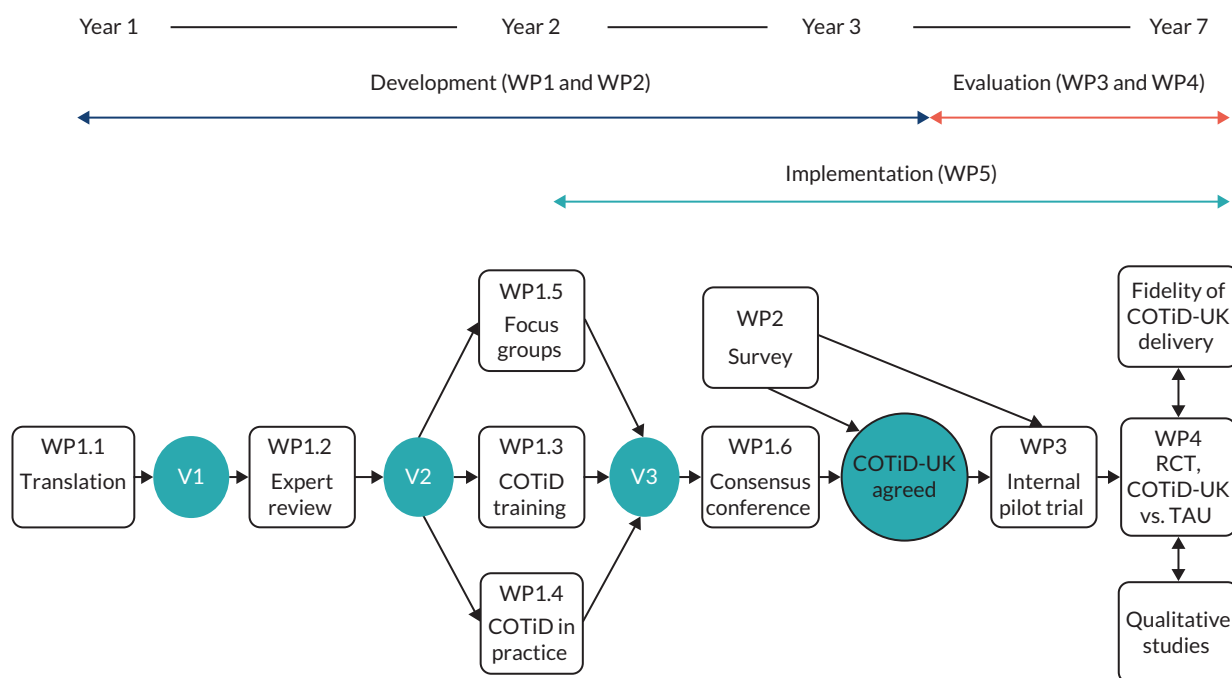 Year 1
Year 2
Year 3
Year 7
Development (WP1 and WP2)
Evaluation (WP3 and WP4)
Implementation (WP5)
WP1.1
Translation
V1
WP1.2
Expert
review
V2
WP1.5
Focus
groups
WP1.3
COTiD
training
WP1.4
COTiD in
practice
V3
WP2
Survey
WP1.6
Consensus
conference
COTiD-UK
agreed
WP3
Internal
pilot trial
Fidelity of
COTiD-UK
delivery
WP4
RCT,
COTiD-UK
vs. TAU
Qualitative
studies